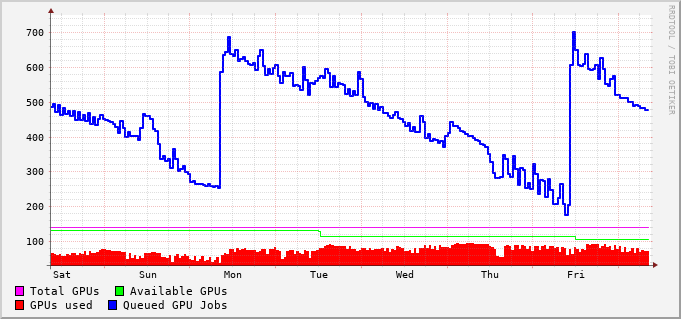 RRDTOOL / TOBI OETIKER
700
600
500
400
300
200
100
Sat Sun Mon Tue Wed Thu Fri
Total GPUs Available GPUs
GPUs used Queued GPU Jobs